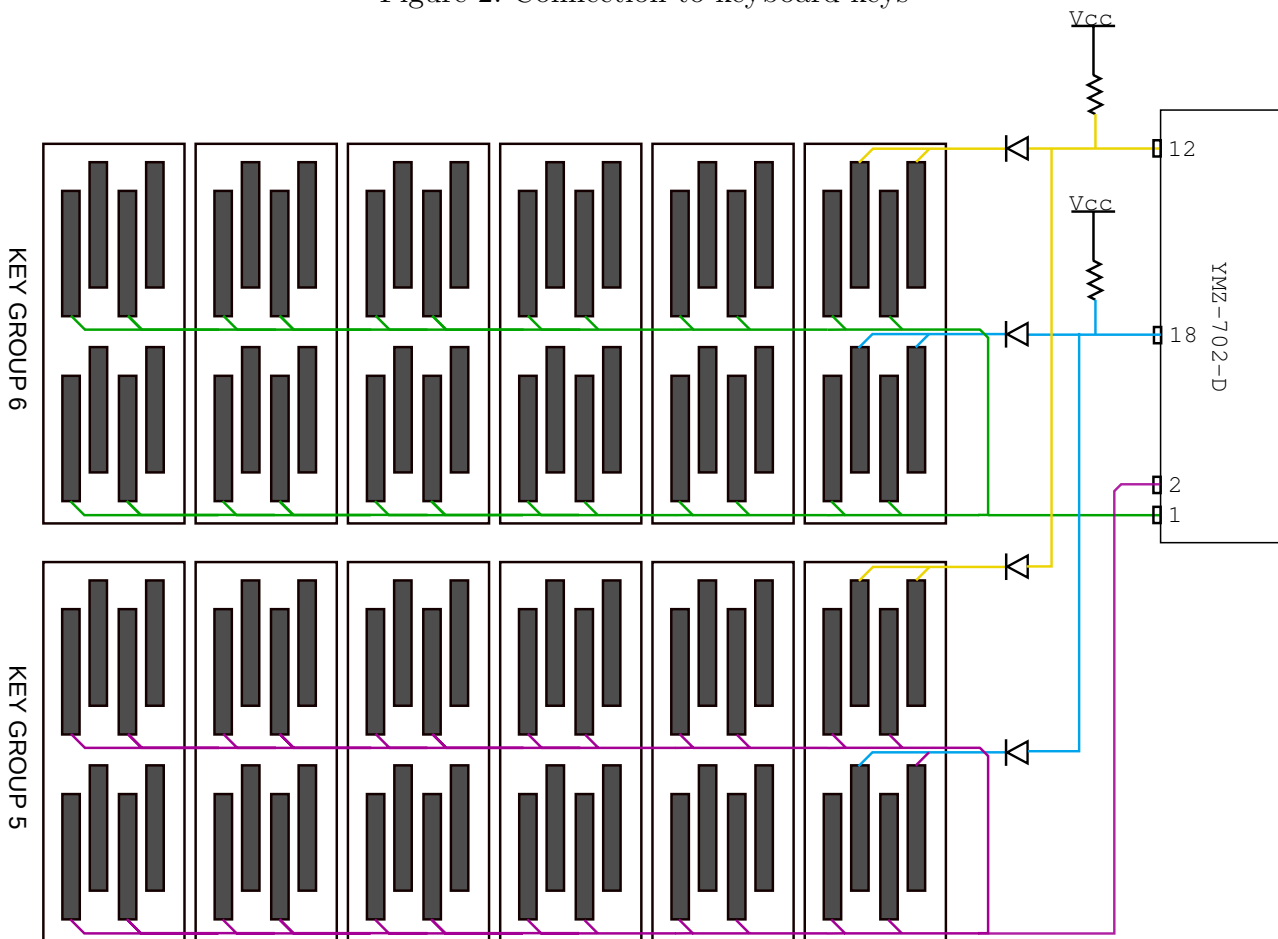 Figure 2: Connection to keyboard keys
Vcc
12
Vcc
18
YMZ-702-D
2
1
KEY GROUP 6
KEY GROUP 5